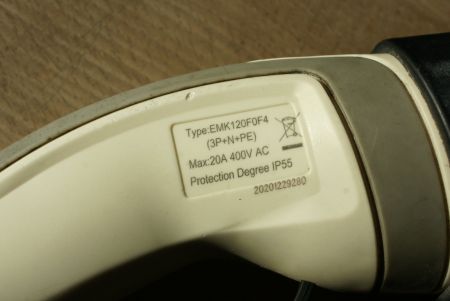 Type:EMK120F0F4
(3P+N+PE)
Max:20A 400V AC
Protection Degree IP55
20201229280